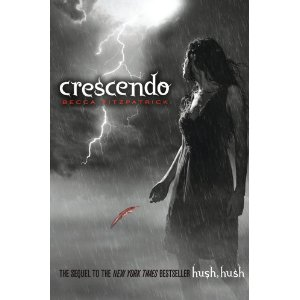 crescendo
BECCA FITZPATRICK
THE SEQUEL TO THE NEW YORK TIMES BESTSELLER hush, hush